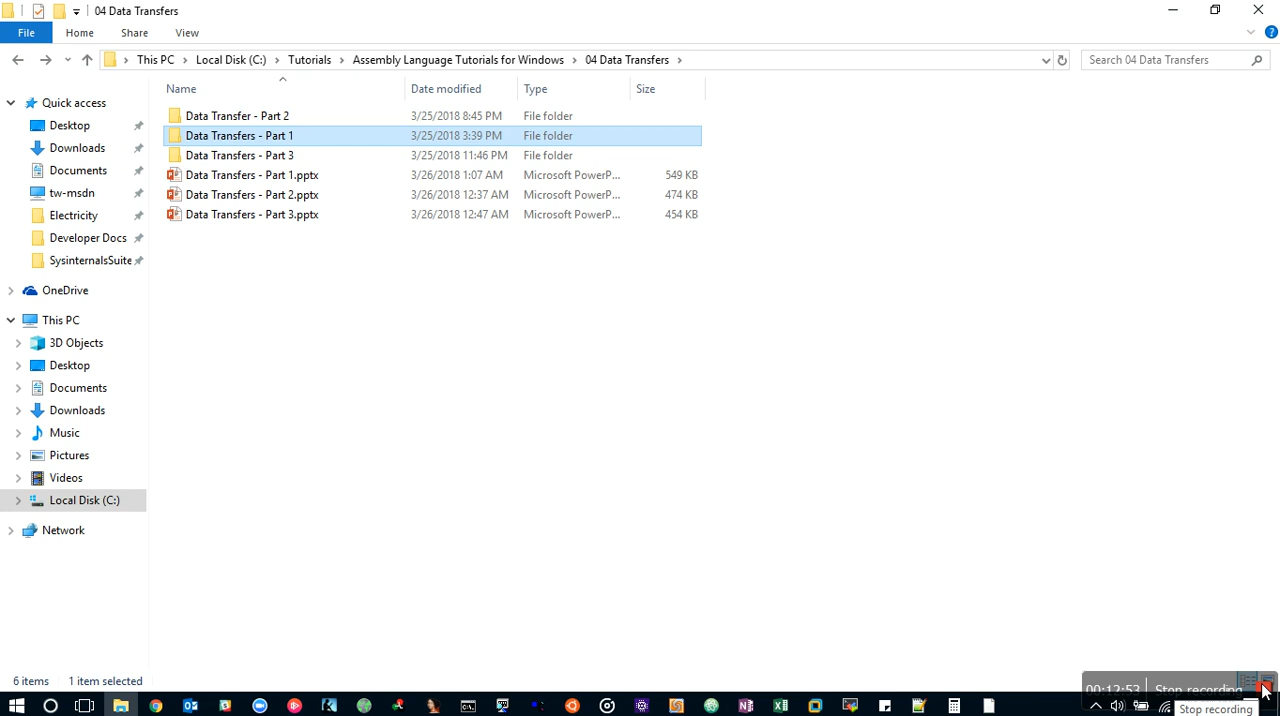 04 Data Transfers
File Home Share View
This PC Local Disk (C:) Tutorials Assembly Language Tutorials for Windows 04 Data Transfers Search 04 Data Transfers
Name Date modified Type Size
Quick access
Desktop
Downloads
Documents
tw-msdn
Electricity
Developer Docs
SysinternalsSuite
OneDrive
This PC
3D Objects
Desktop
Documents
Downloads
Music
Pictures
Videos
Local Disk (C:)
Network
Data Transfer - Part 2 3/25/2018 8:45 PM File folder
Data Transfers - Part 1 3/25/2018 3:39 PM File folder
Data Transfers - Part 3 3/25/2018 11:46 PM File folder
Data Transfers - Part 1.pptx 3/26/2018 1:07 AM Microsoft PowerP... 549 KB
Data Transfers - Part 2.pptx 3/26/2018 12:37 AM Microsoft PowerP... 474 KB
Data Transfers - Part 3.pptx 3/26/2018 12:47 AM Microsoft PowerP... 454 KB
6 items 1 item selected
00:12:53 Stop recording
Stop recording